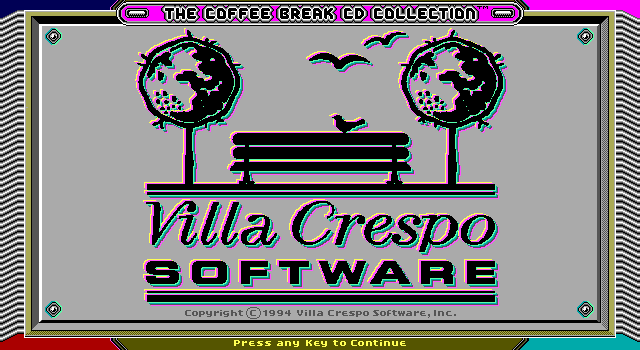 THE COFFEE BREAK CD COLLECTION™
Villa Crespo
SOFTWARE
Copyright ©1994 Villa Crespo Software, Inc.
Press any Key to Continue